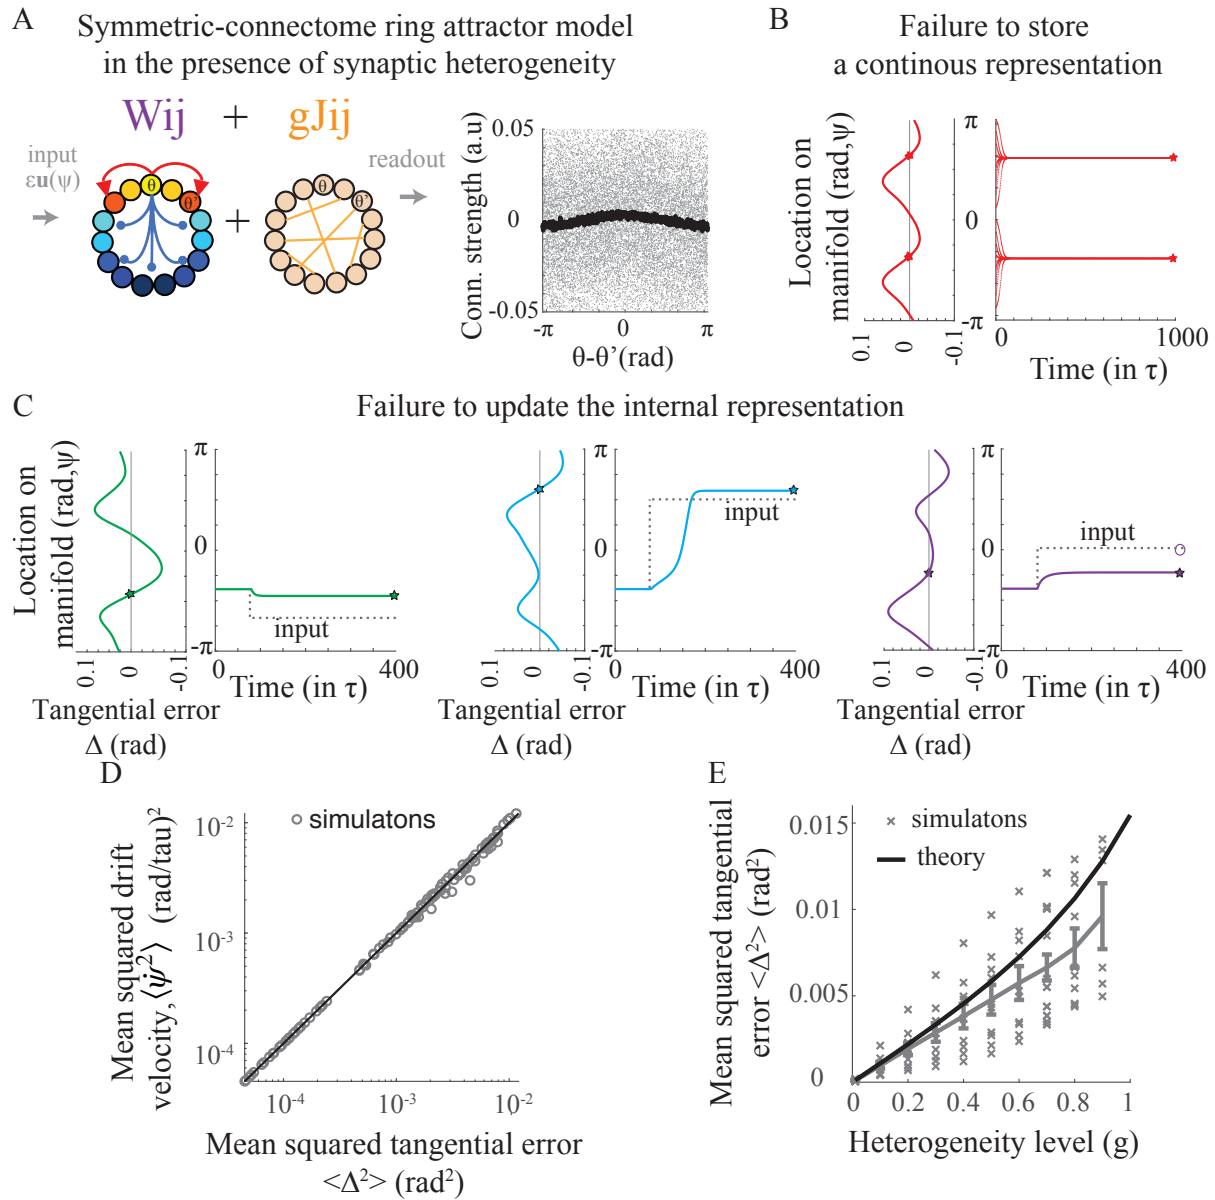 A
Symmetric-connectome ring attractor model
in the presence of synaptic heterogeneity
Wij + gJij
input
εu(ψ)
θ
θ'
+
θ
θ'
readout
Conn. strength (a.u)
0.05
0
-0.05
-π
0
π
θ-θ'(rad)
B
Failure to store
a continous representation
Location on
manifold (rad,ψ)
0.1
0
-0.1
π
0
-π
0
1000
Time (in τ)
C
Failure to update the internal representation
Location on
manifold (rad,ψ)
0.1
0
-0.1
Tangential error
Δ (rad)
π
0
-π
input
0
400
Time (in τ)
0.1
0
-0.1
Tangential error
Δ (rad)
π
0
-π
input
0
400
Time (in τ)
0.1
0
-0.1
Tangential error
Δ (rad)
π
0
-π
input
0
400
Time (in τ)
D
Mean squared drift
velocity,⟨ψ̇²⟩ (rad/tau)²
10⁻²
10⁻³
10⁻⁴
simulatons
10⁻⁴
10⁻³
10⁻²
Mean squared tangential error
<Δ²> (rad²)
E
Mean squared tangential
error <Δ²> (rad²)
0.015
0.01
0.005
0
simulatons
theory
0
0.2
0.4
0.6
0.8
1
Heterogeneity level (g)